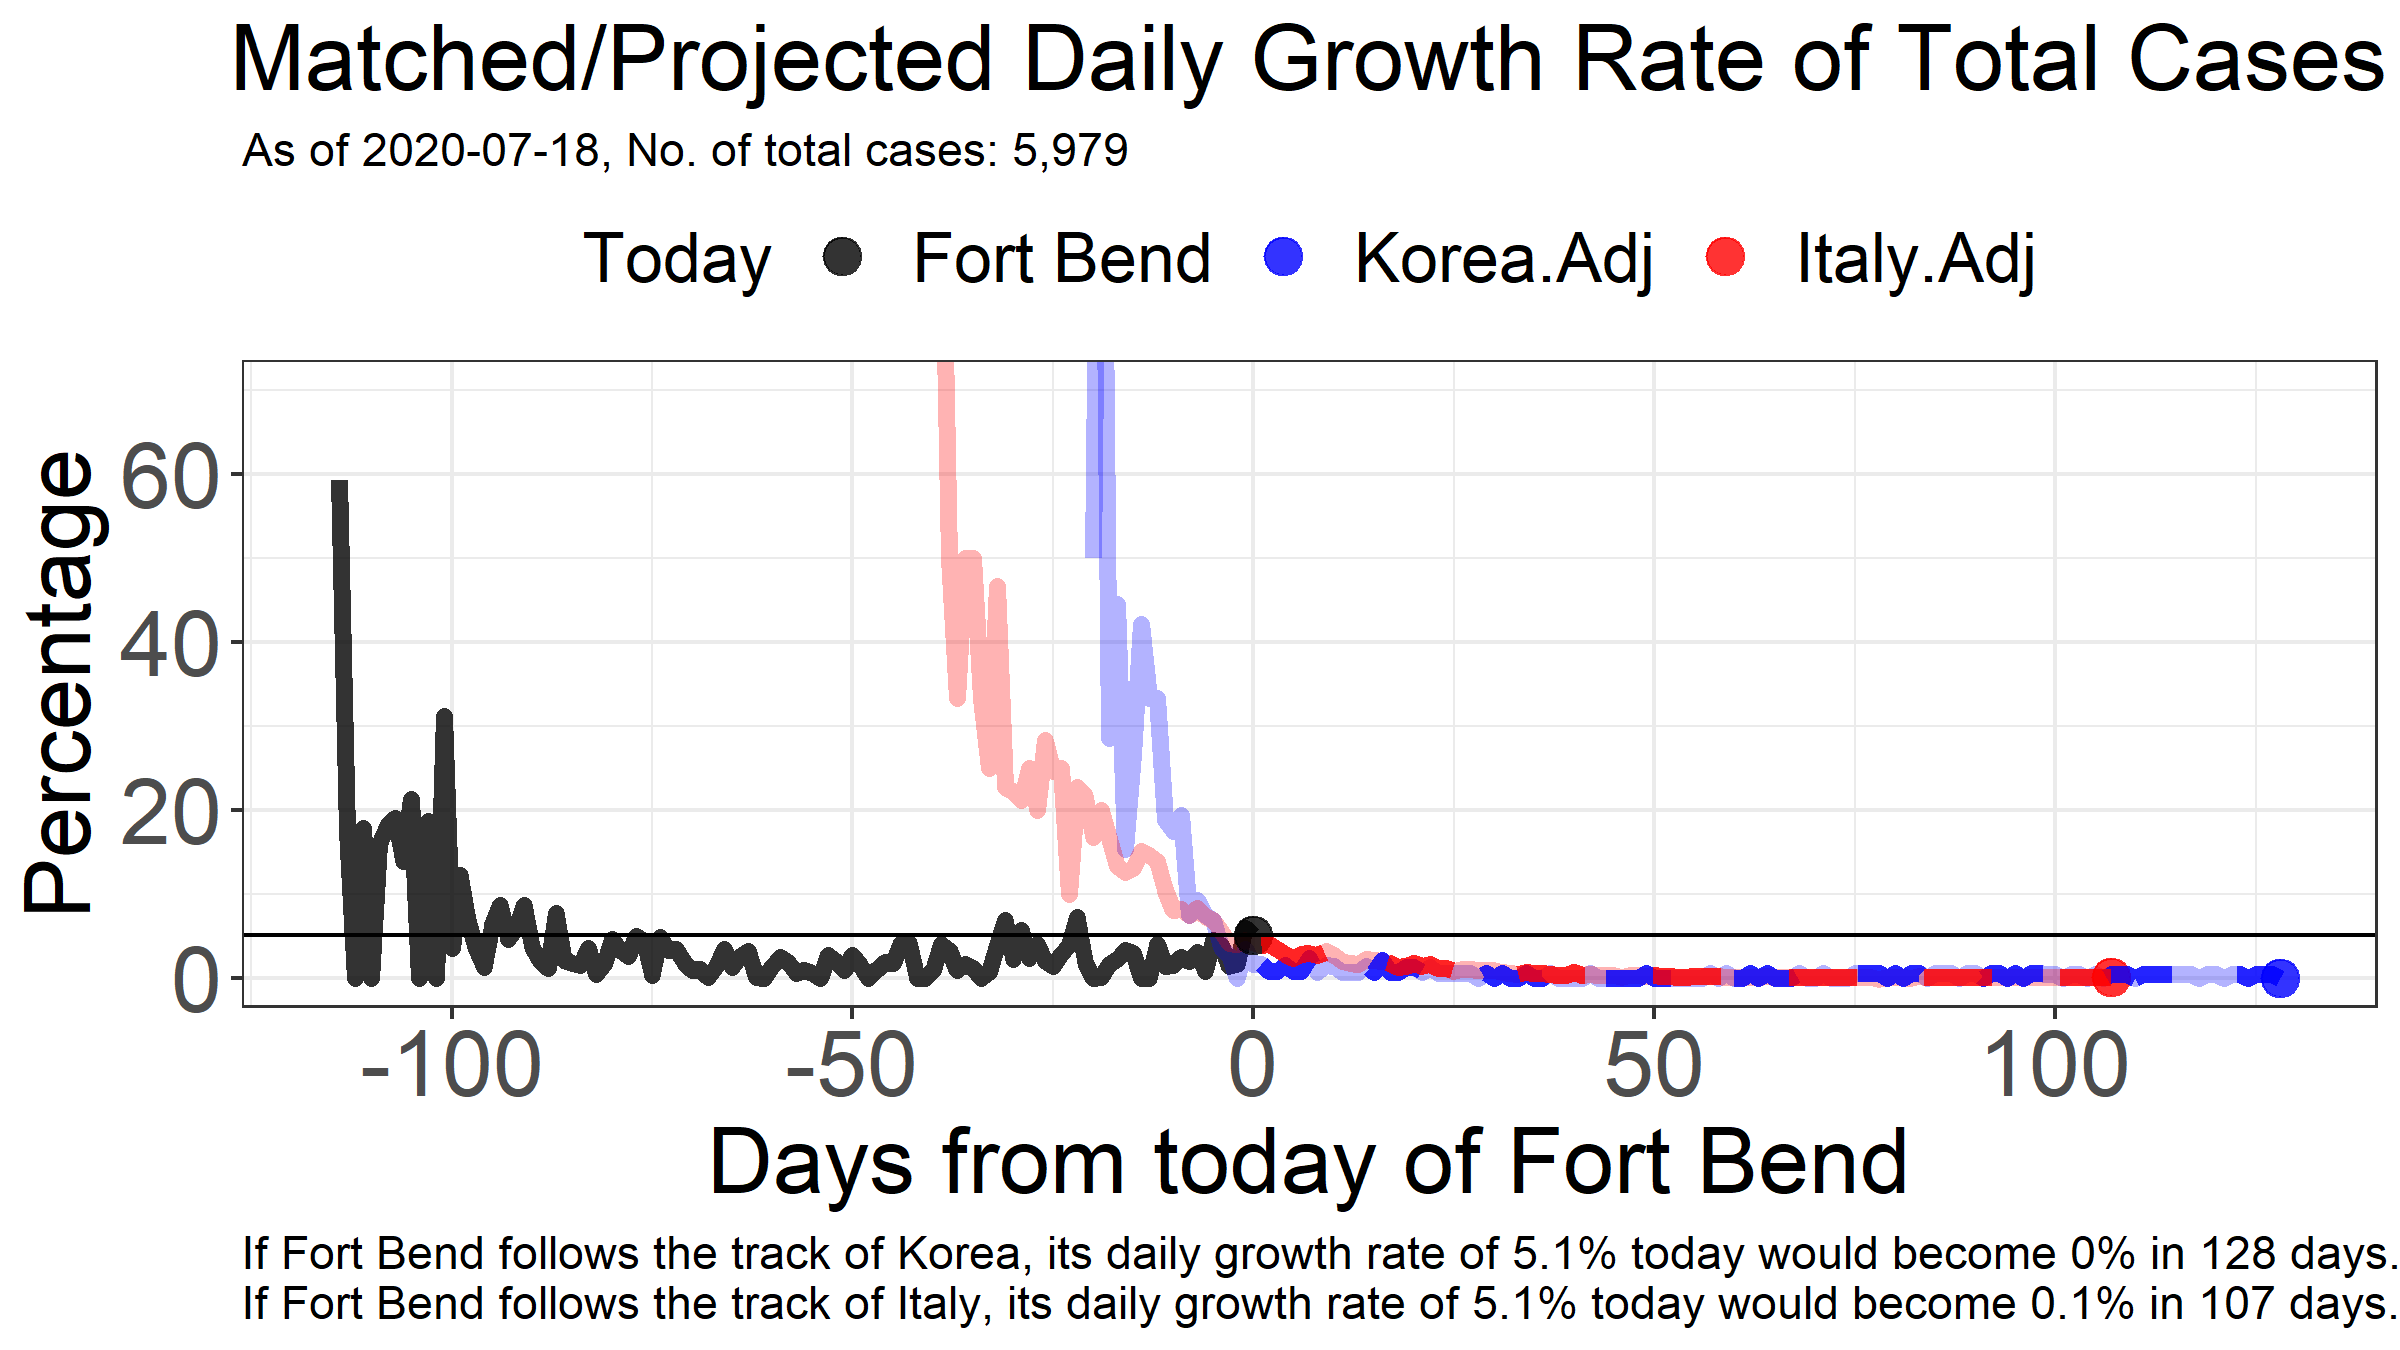 Matched/Projected Daily Growth Rate of Total Cases
As of 2020-07-18, No. of total cases: 5,979
Today Fort Bend Korea.Adj Italy.Adj
Percentage
60
40
20
0
-100 -50 0 50 100
Days from today of Fort Bend
If Fort Bend follows the track of Korea, its daily growth rate of 5.1% today would become 0% in 128 days.
If Fort Bend follows the track of Italy, its daily growth rate of 5.1% today would become 0.1% in 107 days.